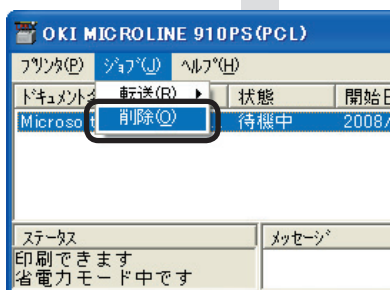 OKI MICROLINE 910PS(PCL)
プリンタ(P) ジョブ(J) ヘルプ(H)
ドキュメント 転送(R) 状態 開始日
Microsoft 削除(O) 待機中 2008/
ステータス メッセージ
印刷できます
省電力モード中です